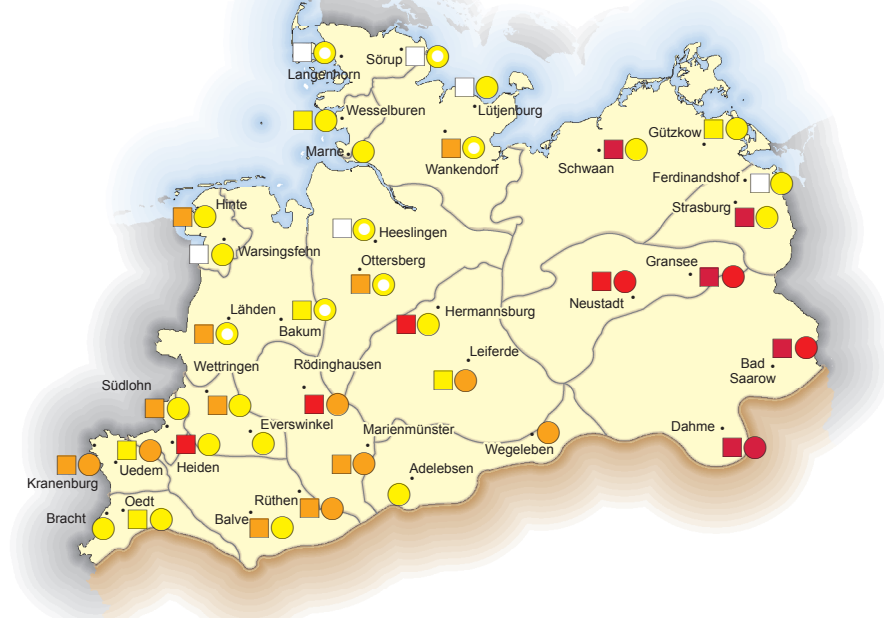 Sörup
Langenhorn
Lütjenburg
Wesselburen
Gützkow
Marne
Wankendorf
Schwaan
Ferdinandshof
Strasburg
Hinte
Heeslingen
Warsingsfehn
Ottersberg
Gransee
Neustadt
Lähden
Bakum
Hermannsburg
Leiferde
Wettringen
Rödinghausen
Bad
Saarow
Südlohn
Everswinkel
Marienmünster
Dahme
Wegeleben
Uedem
Heiden
Adelebsen
Kranenburg
Oedt
Rüthen
Bracht
Balve